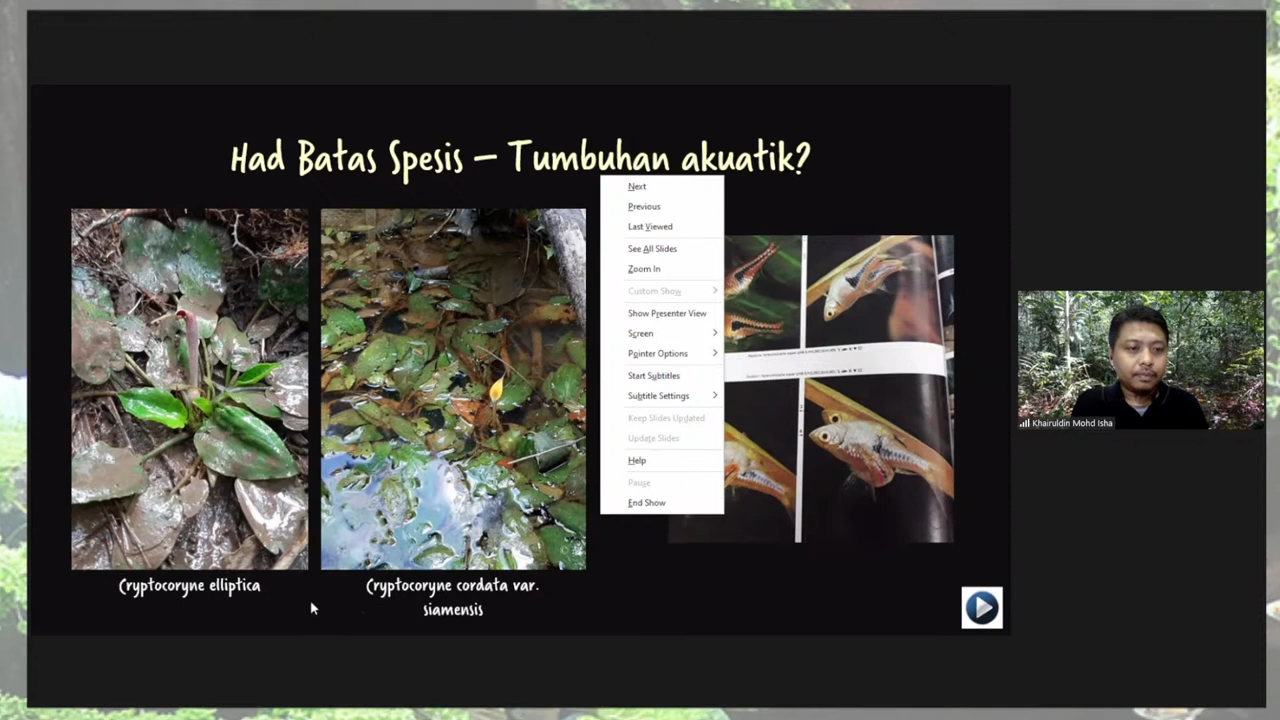 Had Batas Spesis – Tumbuhan akuatik?
Next
Previous
Last Viewed
See All Slides
Zoom In
Custom Show
Show Presenter View
Screen
Pointer Options
Start Subtitles
Subtitle Settings
Keep Slides Updated
Update Slides
Help
Pause
End Show
Cryptocoryne elliptica
Cryptocoryne cordata var.
siamensis
Khairuldin Mohd Isha